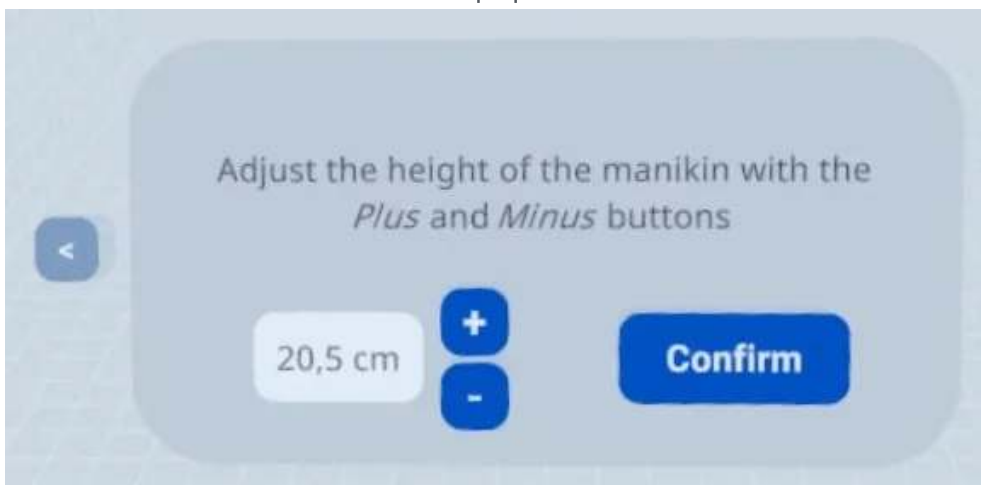 Adjust the height of the manikin with the
Plus and Minus buttons
<
20,5 cm
+
-
Confirm